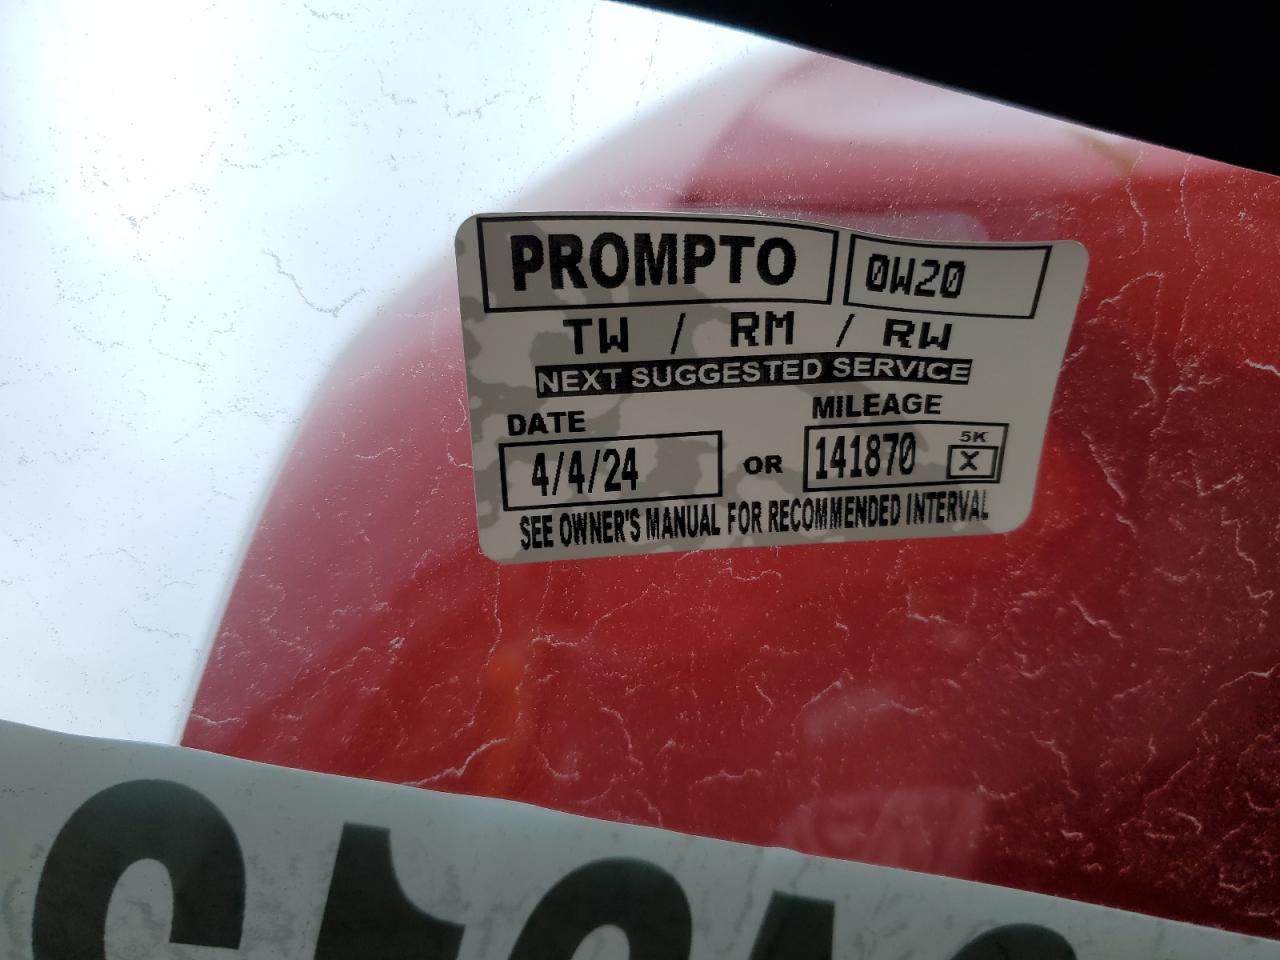 PROMPTO 0W20
TW / RM / RW
NEXT SUGGESTED SERVICE
DATE MILEAGE
4/4/24 OR 141870 5K X
SEE OWNER'S MANUAL FOR RECOMMENDED INTERVAL